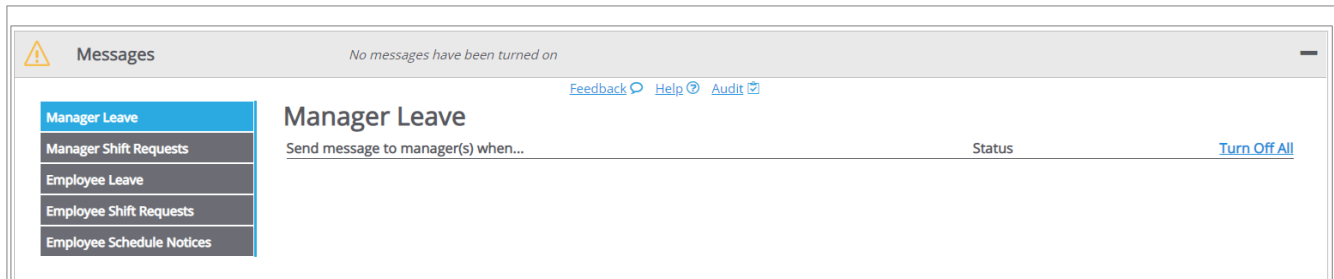 Messages No messages have been turned on
Feedback Help Audit
Manager Leave
Manager Shift Requests
Employee Leave
Employee Shift Requests
Employee Schedule Notices
Manager Leave
Send message to manager(s) when... Status Turn Off All